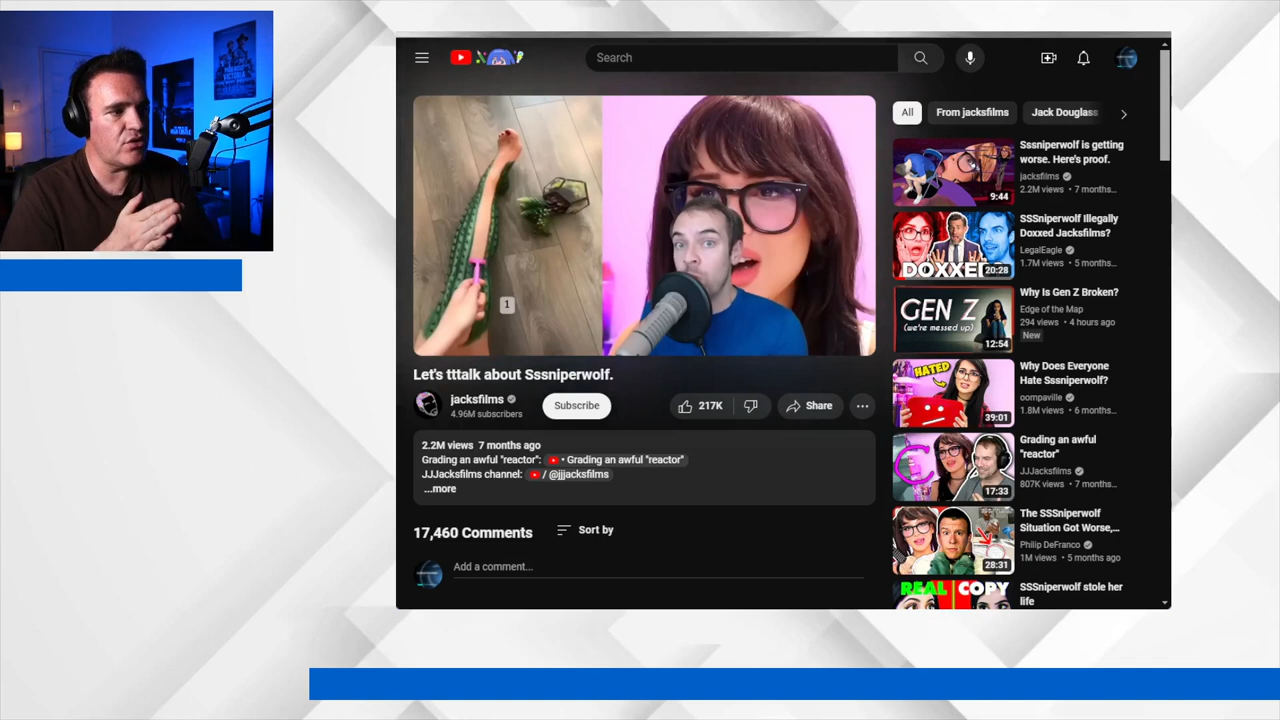 Search
All
From jacksfilms
Jack Douglass
1
Let's tttalk about Sssniperwolf.
jacksfilms
4.96M subscribers
Subscribe
217K
Share
2.2M views 7 months ago
Grading an awful "reactor": • Grading an awful "reactor"
JJJacksfilms channel: / @jjjacksfilms
...more
17,460 Comments
Sort by
Add a comment...
9:44
Sssniperwolf is getting
worse. Here's proof.
jacksfilms
2.2M views • 7 months...
DOXXED
20:28
SSSniperwolf Illegally
Doxxed Jacksfilms?
LegalEagle
1.7M views • 5 months...
GEN Z
(we're messed up)
12:54
Why Is Gen Z Broken?
Edge of the Map
294 views • 4 hours ago
New
HATED
39:01
Why Does Everyone
Hate Sssniperwolf?
oompaville
1.8M views • 6 months...
17:33
Grading an awful
"reactor"
JJJacksfilms
807K views • 7 months...
28:31
The SSSniperwolf
Situation Got Worse,...
Philip DeFranco
1M views • 5 months ago
REAL COPY
SSSniperwolf stole her
life